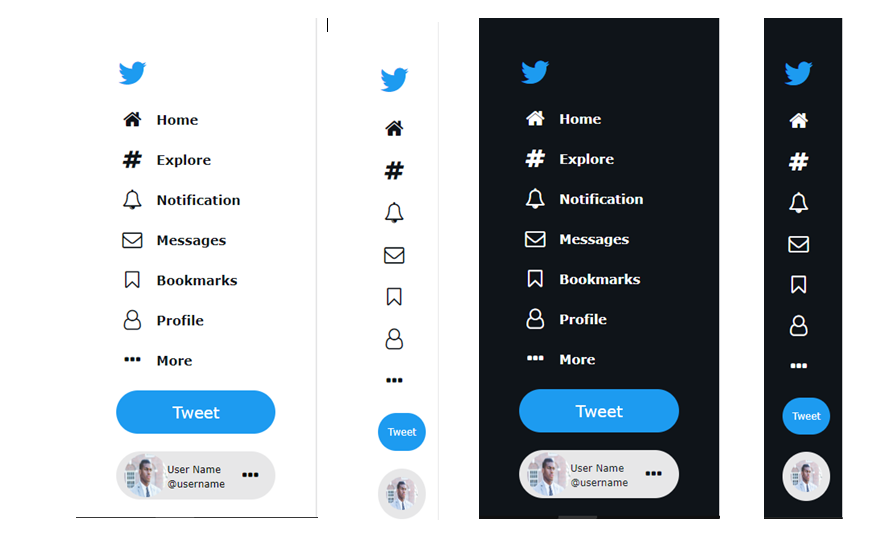 Home
Explore
Notification
Messages
Bookmarks
Profile
More
Tweet
User Name
@username
Tweet
Home
Explore
Notification
Messages
Bookmarks
Profile
More
Tweet
User Name
@username
Tweet